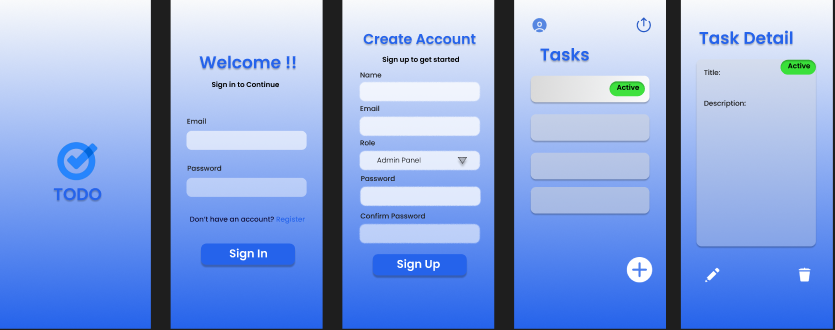 TODO
Welcome !!
Sign in to Continue
Email
Password
Don't have an account? Register
Sign In
Create Account
Sign up to get started
Name
Email
Role
Admin Panel
Password
Confirm Password
Sign Up
Tasks
Active
Task Detail
Active
Title:
Description: